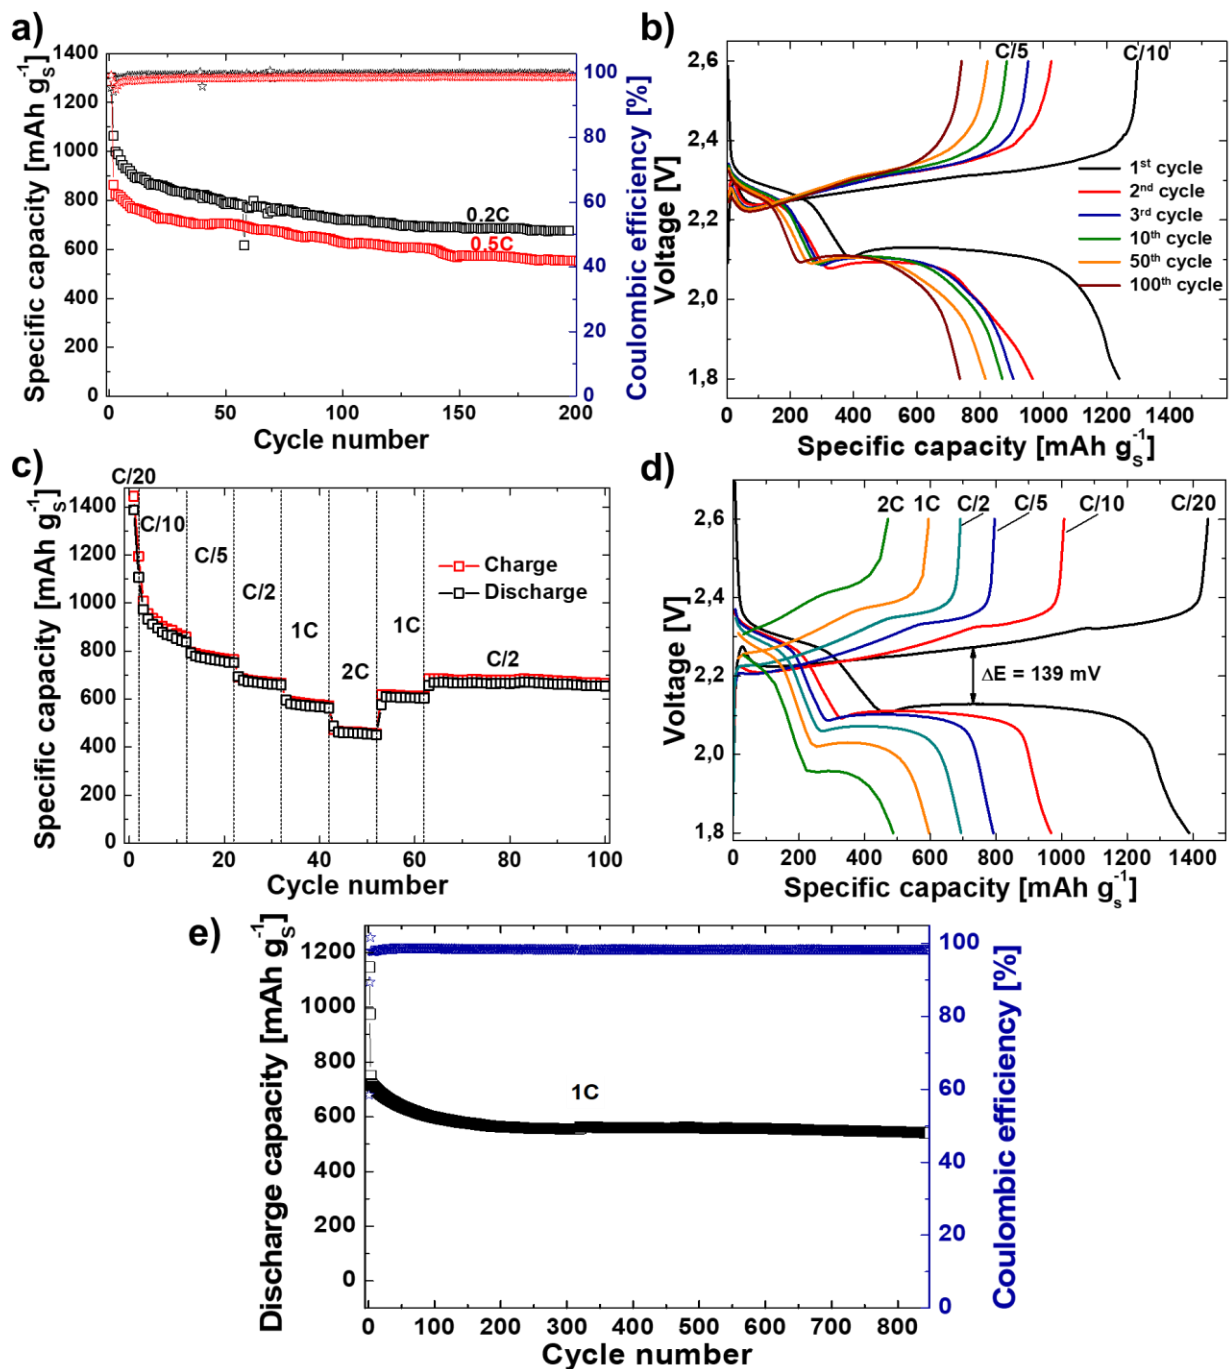 a)
1400
1200
1000
800
600
400
200
0
0
50
100
150
200
100
80
60
40
20
0
0.2C
0.5C
Specific capacity [mAh g_S^-1]
Coulombic efficiency [%]
Cycle number
b)
2,6
2,4
2,2
2,0
1,8
0
200
400
600
800
1000
1200
1400
C/5
C/10
1st cycle
2nd cycle
3rd cycle
10th cycle
50th cycle
100th cycle
Voltage [V]
Specific capacity [mAh g_S^-1]
c)
C/20
C/10
C/5
C/2
1C
2C
1C
C/2
Charge
Discharge
1400
1200
1000
800
600
400
200
0
0
20
40
60
80
100
Specific capacity [mAh g_S^-1]
Cycle number
d)
2C 1C C/2 C/5 C/10 C/20
2,6
2,4
2,2
2,0
1,8
ΔE = 139 mV
0
200
400
600
800
1000
1200
1400
Voltage [V]
Specific capacity [mAh g_s^-1]
e)
1200
1000
800
600
400
200
0
1C
100
80
60
40
20
0
0
100
200
300
400
500
600
700
800
Discharge capacity [mAh g_S^-1]
Coulombic efficiency [%]
Cycle number